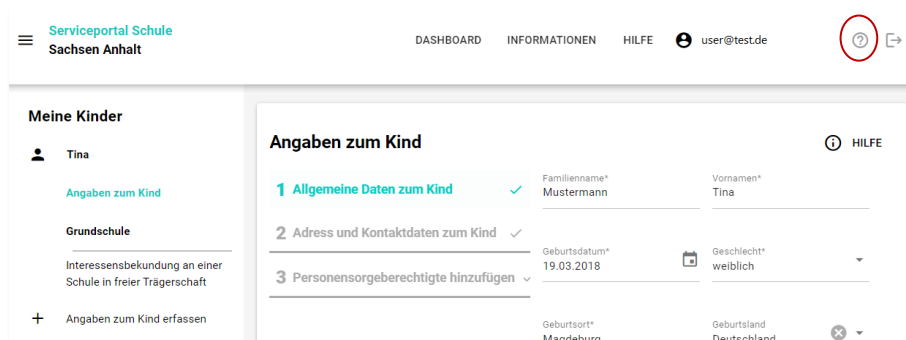 Serviceportal Schule
Sachsen Anhalt
DASHBOARD INFORMATIONEN HILFE user@test.de
Meine Kinder
Tina
Angaben zum Kind
Grundschule
Interessensbekundung an einer
Schule in freier Trägerschaft
Angaben zum Kind erfassen
Angaben zum Kind
HILFE
1 Allgemeine Daten zum Kind
2 Adress und Kontaktdaten zum Kind
3 Personensorgeberechtigte hinzufügen
Familienname*
Mustermann
Vornamen*
Tina
Geburtsdatum*
19.03.2018
Geschlecht*
weiblich
Geburtsort*
Magdeburg
Geburtsland
Deutschland